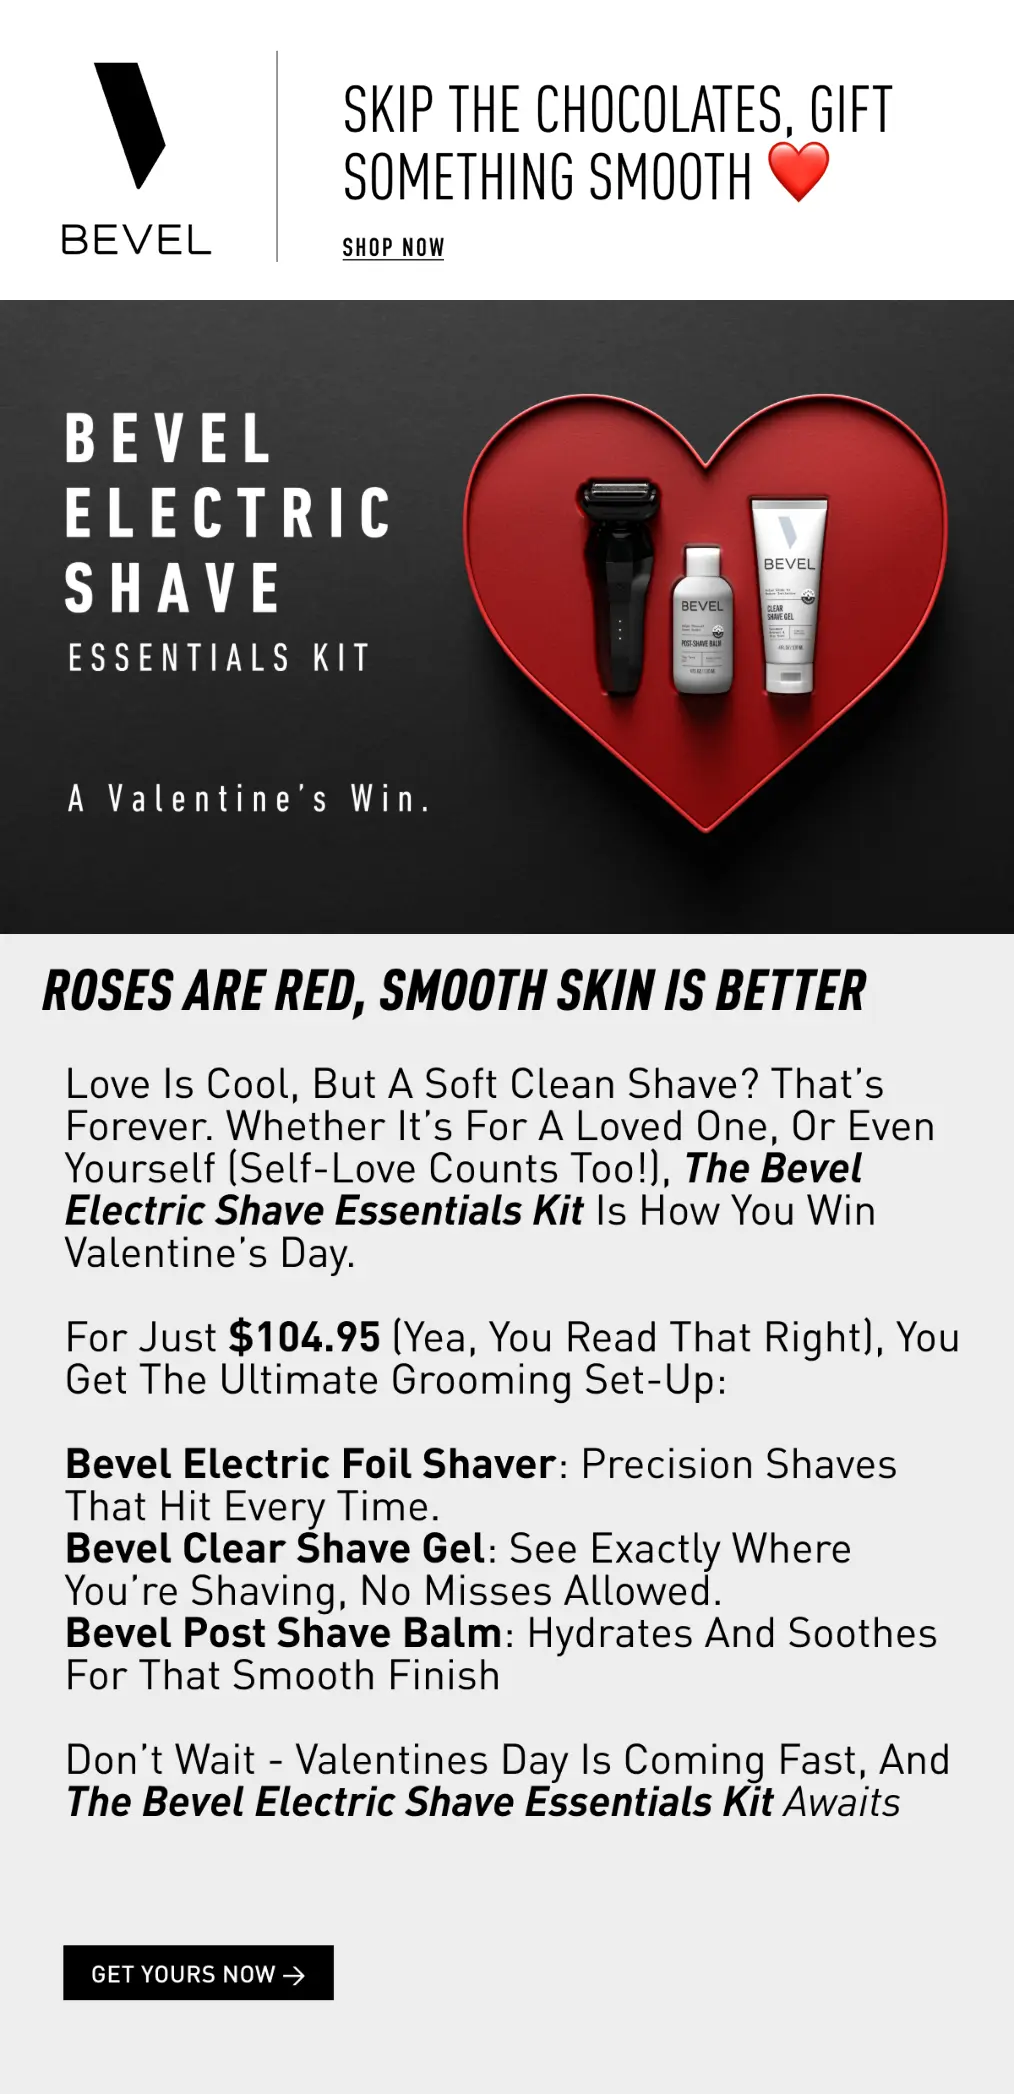 SKIP THE CHOCOLATES, GIFT
SOMETHING SMOOTH ❤️
SHOP NOW
BEVEL
BEVEL
ELECTRIC
SHAVE
ESSENTIALS KIT
A Valentine's Win.
BEVEL
POST-SHAVE BALM
BEVEL
CLEAR
SHAVE GEL
ROSES ARE RED, SMOOTH SKIN IS BETTER
Love Is Cool, But A Soft Clean Shave? That's
Forever. Whether It's For A Loved One, Or Even
Yourself (Self-Love Counts Too!), The Bevel
Electric Shave Essentials Kit Is How You Win
Valentine's Day.
For Just $104.95 (Yea, You Read That Right), You
Get The Ultimate Grooming Set-Up:
Bevel Electric Foil Shaver: Precision Shaves
That Hit Every Time.
Bevel Clear Shave Gel: See Exactly Where
You're Shaving, No Misses Allowed.
Bevel Post Shave Balm: Hydrates And Soothes
For That Smooth Finish
Don't Wait - Valentines Day Is Coming Fast, And
The Bevel Electric Shave Essentials Kit Awaits
GET YOURS NOW →